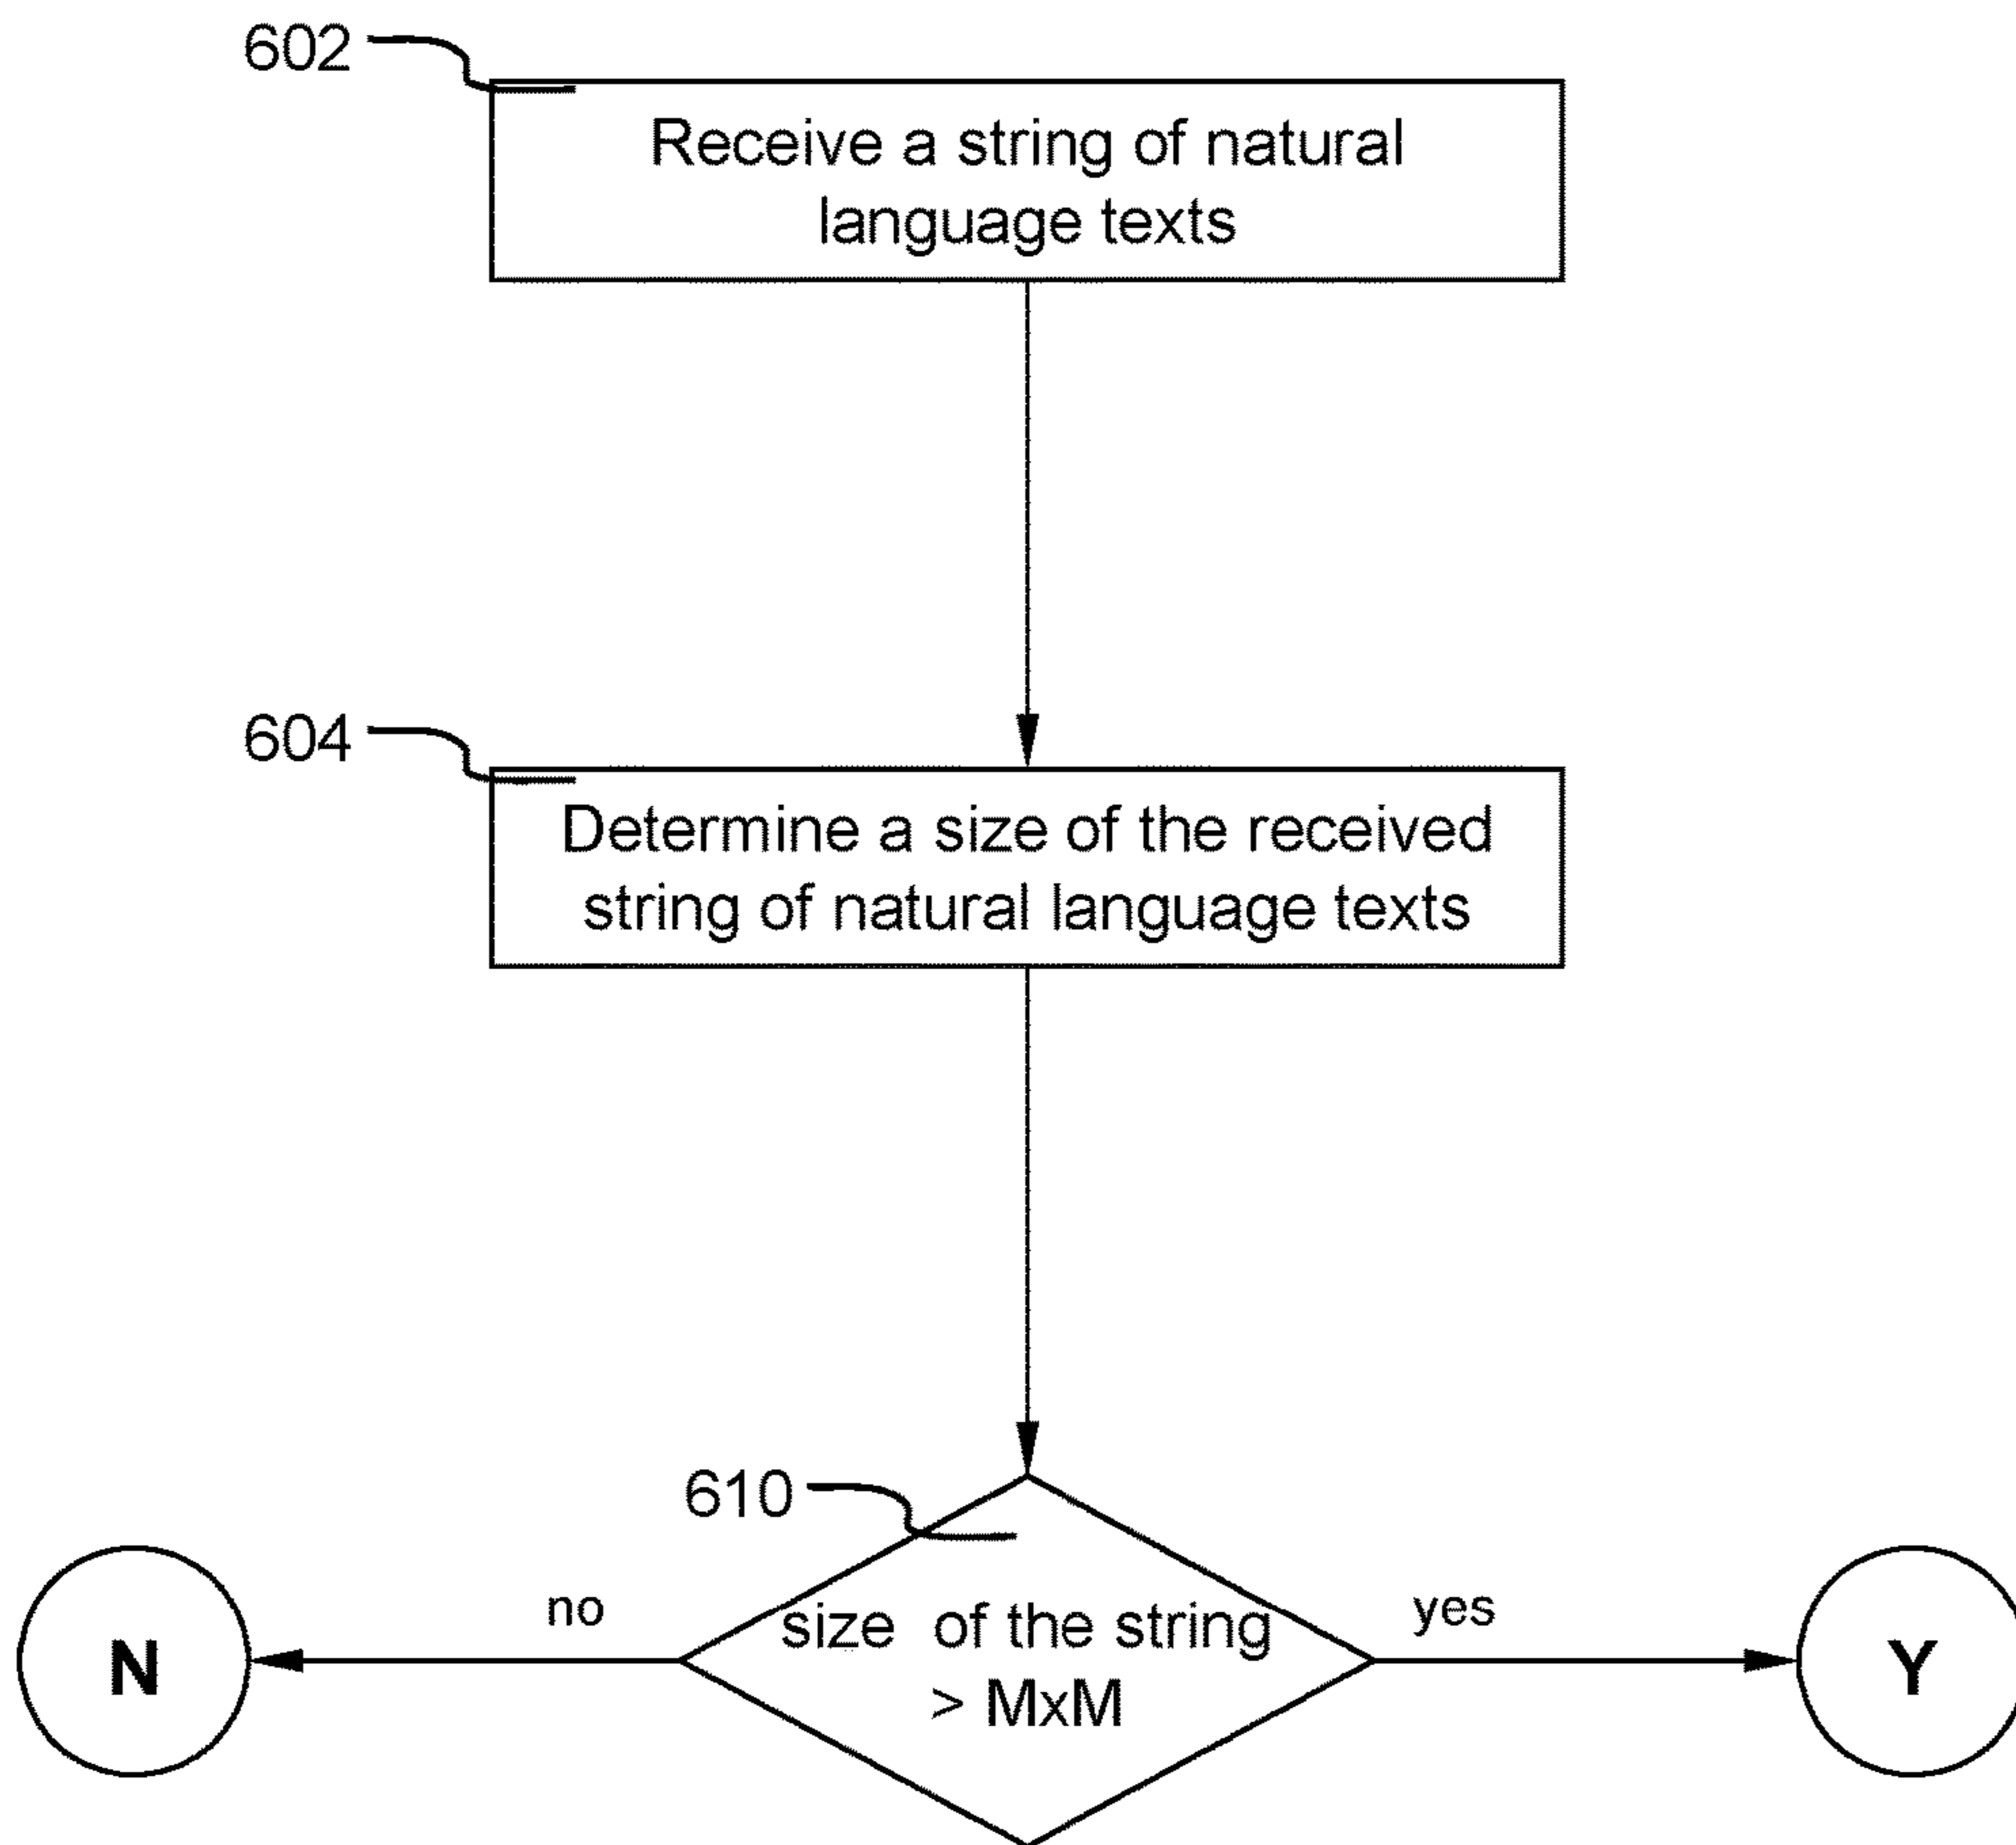 602
Receive a string of natural
language texts
604
Determine a size of the received
string of natural language texts
610
no
size of the string
> MxM
yes
N
Y